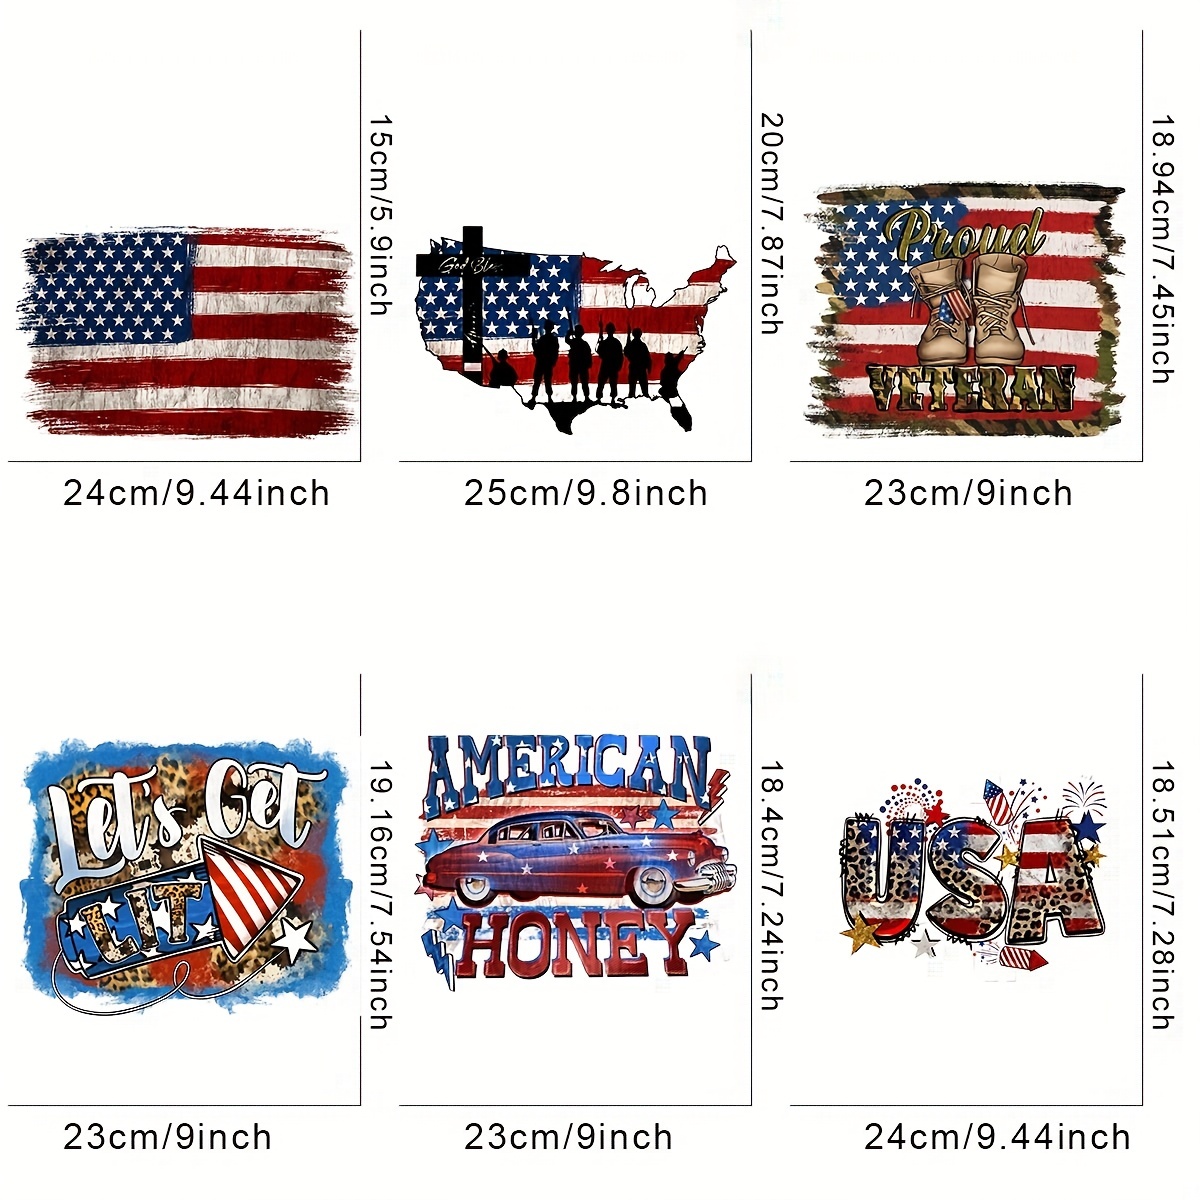 15cm/5.9inch
24cm/9.44inch
God Ble
20cm/7.87inch
25cm/9.8inch
Proud
VETERAN
18.94cm/7.45inch
23cm/9inch
Let's Get
LIT
19.16cm/7.54inch
23cm/9inch
AMERICAN
HONEY
18.4cm/7.24inch
23cm/9inch
USA
18.51cm/7.28inch
24cm/9.44inch